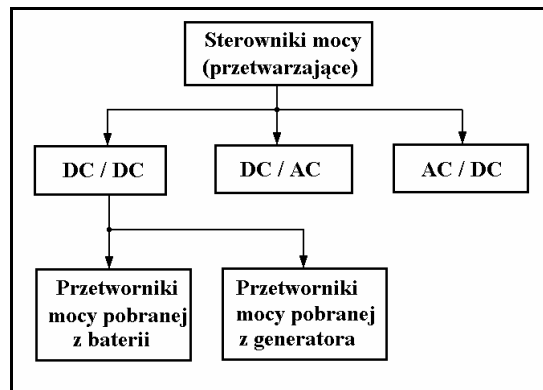 Sterowniki mocy
(przetwarzające)
DC / DC
DC / AC
AC / DC
Przetworniki
mocy pobranej
z baterii
Przetworniki
mocy pobranej
z generatora